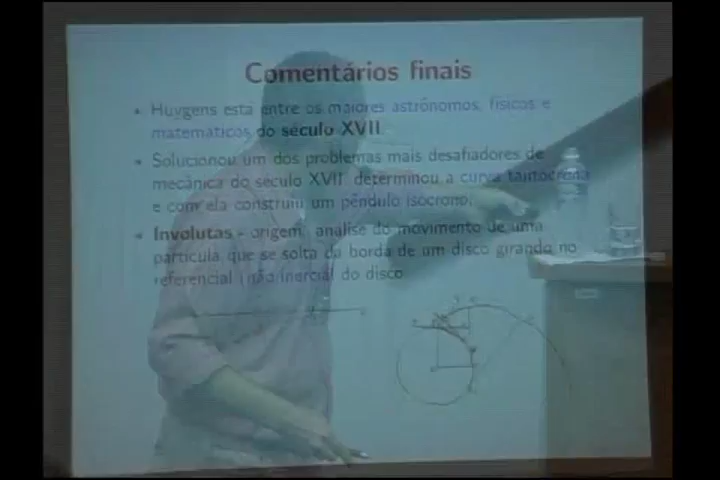 Comentários finais
• Huygens está entre os maiores astrônomos, físicos e
matemáticos do século XVII.
• Solucionou um dos problemas mais desafiadores de
mecânica do século XVII: determinou a curva tautócrona
e com ela construiu um pêndulo isócrono.
• Involutas - origem: análise do movimento de uma
partícula que se solta da borda de um disco girando no
referencial não inercial do disco